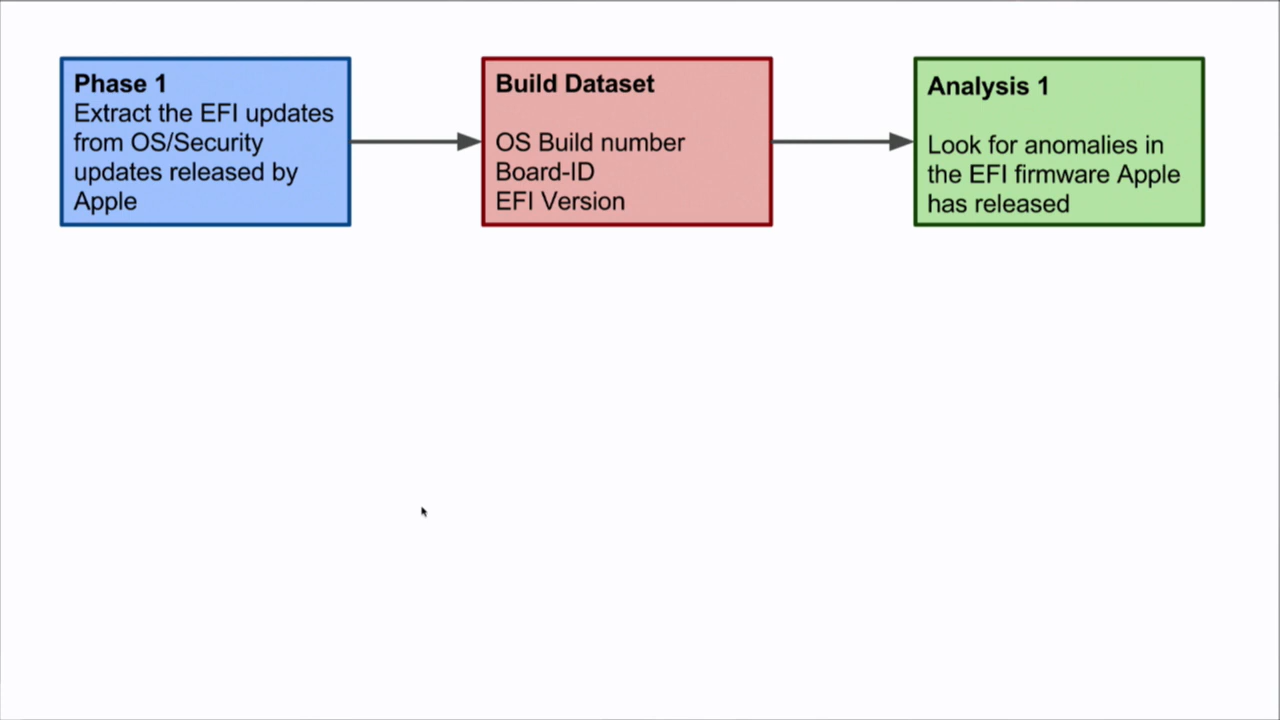 Phase 1
Extract the EFI updates
from OS/Security
updates released by
Apple
Build Dataset
OS Build number
Board-ID
EFI Version
Analysis 1
Look for anomalies in
the EFI firmware Apple
has released